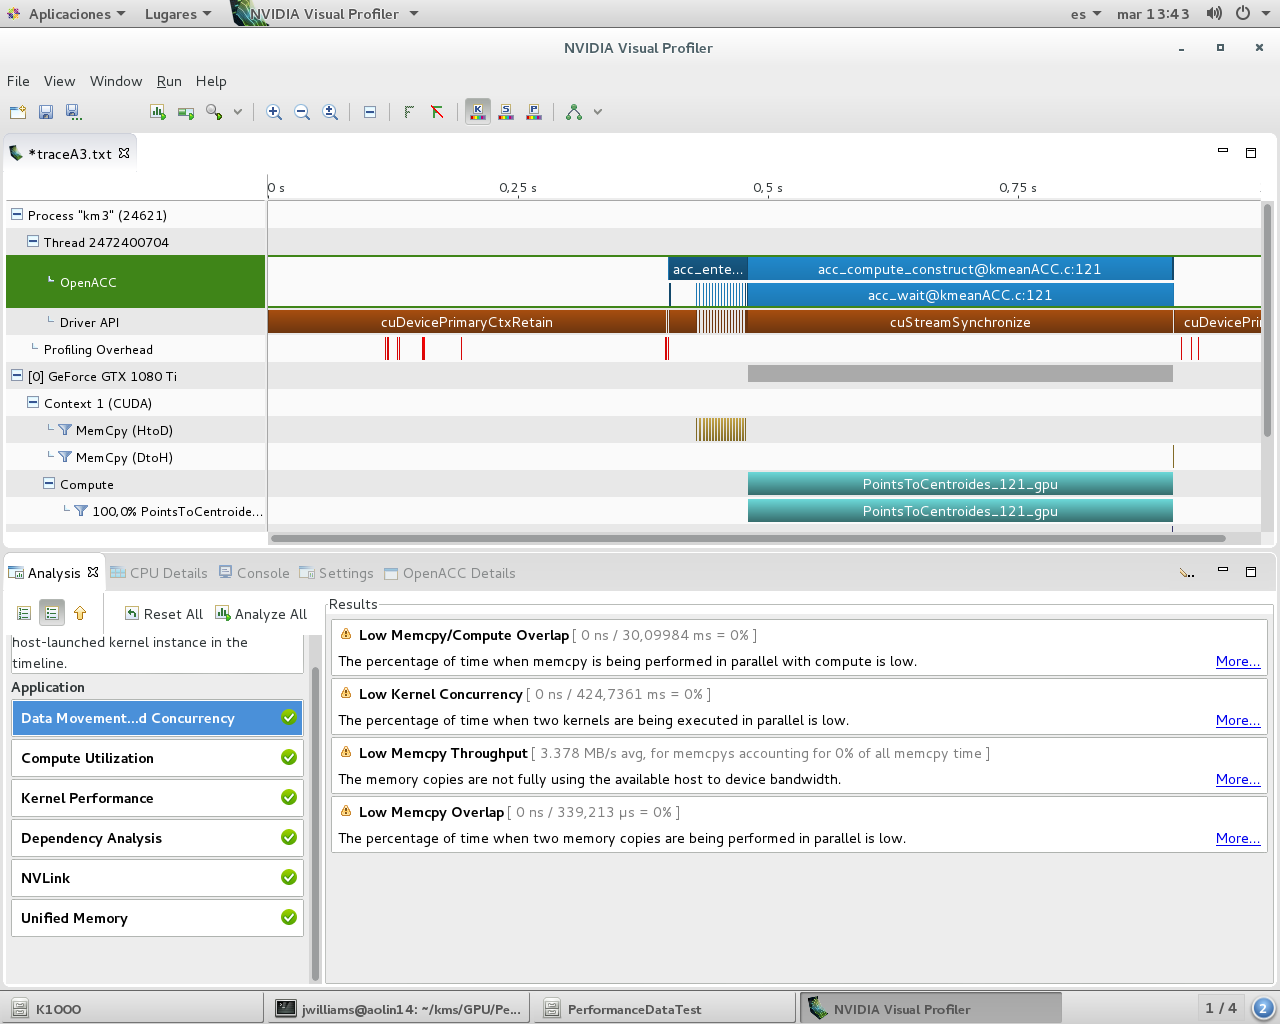 Aplicaciones
Lugares
NVIDIA Visual Profiler
es
mar 13:43
NVIDIA Visual Profiler
File View Window Run Help
*traceA3.txt
0 s 0,25 s 0,5 s 0,75 s
Process "km3" (24621)
Thread 2472400704
OpenACC
acc_ente... acc_compute_construct@kmeanACC.c:121
acc_wait@kmeanACC.c:121
Driver API
cuDevicePrimaryCtxRetain cuStreamSynchronize cuDevicePri
Profiling Overhead
[0] GeForce GTX 1080 Ti
Context 1 (CUDA)
MemCpy (HtoD)
MemCpy (DtoH)
Compute
PointsToCentroides_121_gpu
100,0% PointsToCentroide...
PointsToCentroides_121_gpu
Analysis CPU Details Console Settings OpenACC Details
Reset All Analyze All
host-launched kernel instance in the
timeline.
Application
Data Movement...d Concurrency
Compute Utilization
Kernel Performance
Dependency Analysis
NVLink
Unified Memory
Results
Low Memcpy/Compute Overlap [ 0 ns / 30,09984 ms = 0% ]
The percentage of time when memcpy is being performed in parallel with compute is low. More...
Low Kernel Concurrency [ 0 ns / 424,7361 ms = 0% ]
The percentage of time when two kernels are being executed in parallel is low. More...
Low Memcpy Throughput [ 3.378 MB/s avg, for memcpys accounting for 0% of all memcpy time ]
The memory copies are not fully using the available host to device bandwidth. More...
Low Memcpy Overlap [ 0 ns / 339,213 µs = 0% ]
The percentage of time when two memory copies are being performed in parallel is low. More...
K1000
jwilliams@aolin14: ~/kms/GPU/Pe...
PerformanceDataTest
NVIDIA Visual Profiler
1 / 4
2